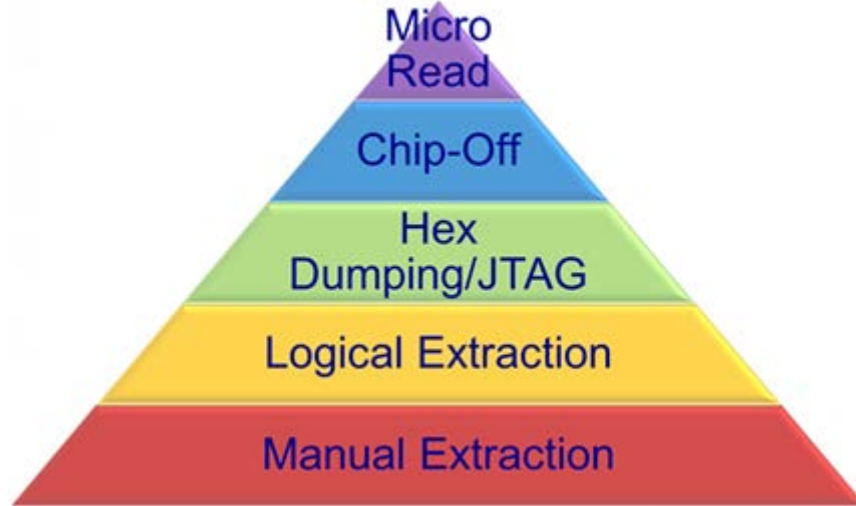 Micro
Read
Chip-Off
Hex
Dumping/JTAG
Logical Extraction
Manual Extraction